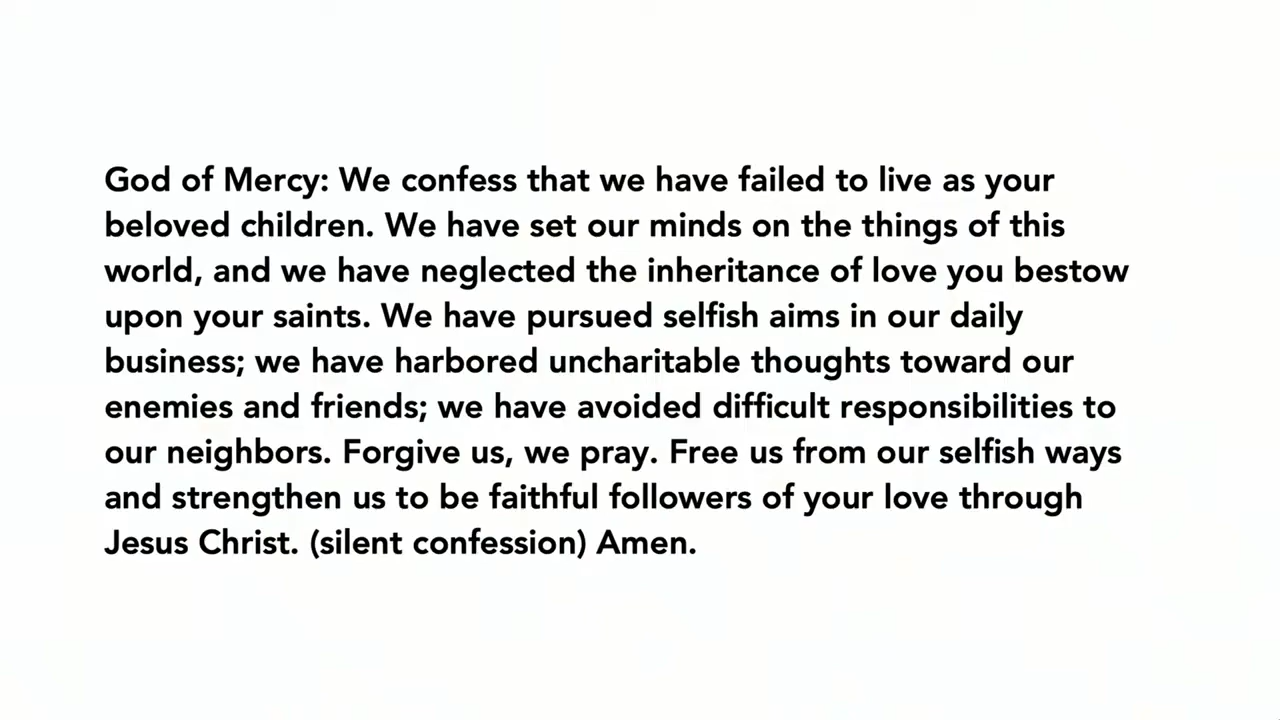 God of Mercy: We confess that we have failed to live as your
beloved children. We have set our minds on the things of this
world, and we have neglected the inheritance of love you bestow
upon your saints. We have pursued selfish aims in our daily
business; we have harbored uncharitable thoughts toward our
enemies and friends; we have avoided difficult responsibilities to
our neighbors. Forgive us, we pray. Free us from our selfish ways
and strengthen us to be faithful followers of your love through
Jesus Christ. (silent confession) Amen.